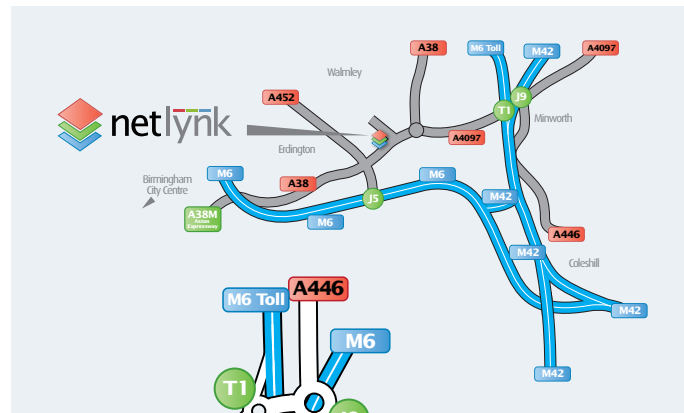 A38
M6 Toll
M42
A4097
Walmley
A452
J9
T1
netlynk
Minworth
A4097
Erdington
Birmingham
City Centre
M6
A38
M6
J5
M42
A38M
Aston
Expressway
M6
A446
M42
Coleshill
M42
M42
M6 Toll
A446
M6
T1